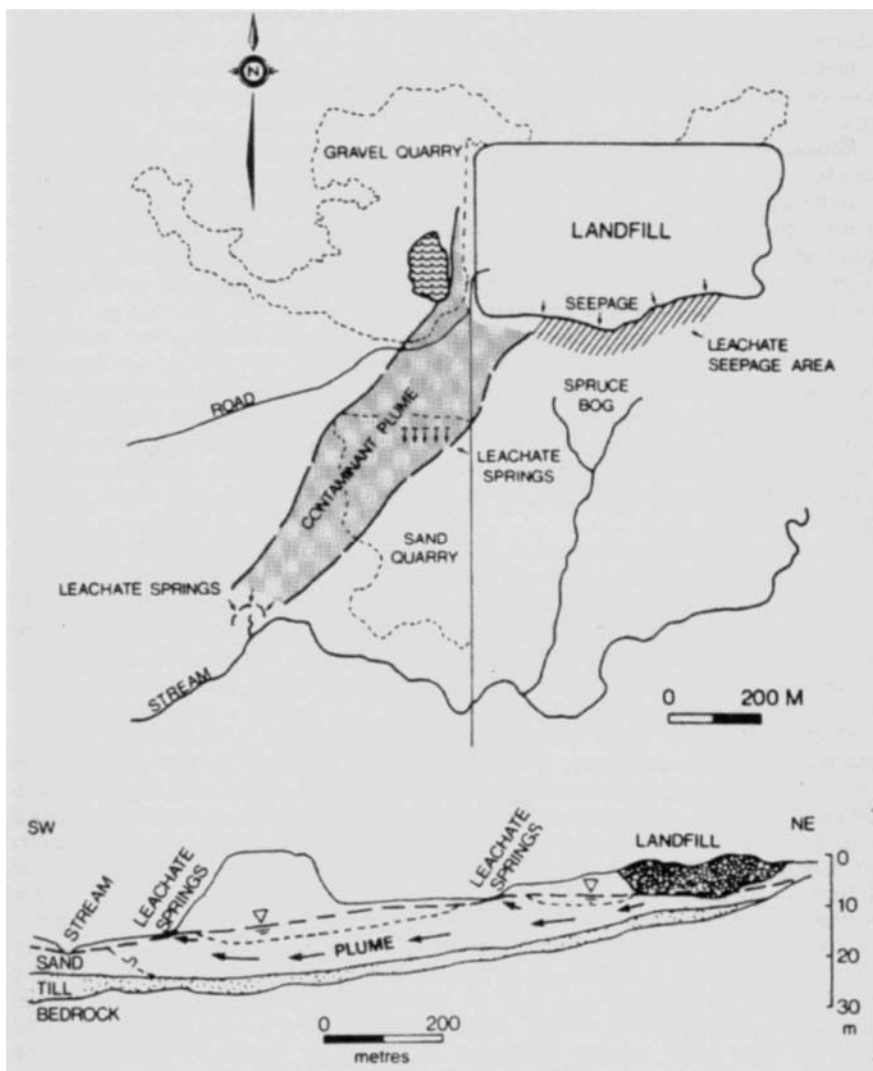 N
GRAVEL QUARRY
LANDFILL
SEEPAGE
LEACHATE
SEEPAGE AREA
ROAD
SPRUCE
BOG
CONTAMINANT PLUME
LEACHATE
SPRINGS
SAND
QUARRY
LEACHATE SPRINGS
STREAM
0 200 M
SW
NE
STREAM
LEACHATE
SPRINGS
LEACHATE
SPRINGS
LANDFILL
0
10
20
30
m
PLUME
SAND
TILL
BEDROCK
0 200
metres